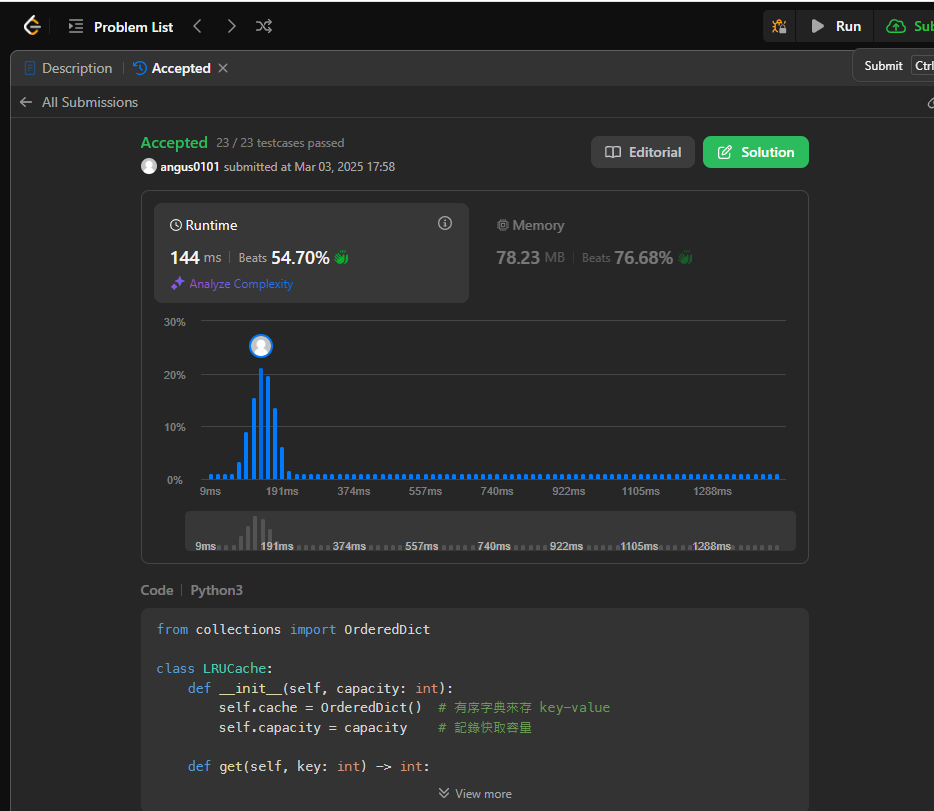 Problem List
Run
Sub
Description | Accepted
Submit Ctrl
All Submissions
Accepted 23 / 23 testcases passed
angus0101 submitted at Mar 03, 2025 17:58
Editorial
Solution
Runtime
144 ms | Beats 54.70%
Analyze Complexity
Memory
78.23 MB | Beats 76.68%
30%
20%
10%
0%
9ms 191ms 374ms 557ms 740ms 922ms 1105ms 1288ms
9ms 191ms 374ms 557ms 740ms 922ms 1105ms 1288ms
Code | Python3
from collections import OrderedDict
class LRUCache:
def __init__(self, capacity: int):
self.cache = OrderedDict()  # 有序字典來存 key-value
self.capacity = capacity    # 記錄快取容量
def get(self, key: int) -> int:
View more